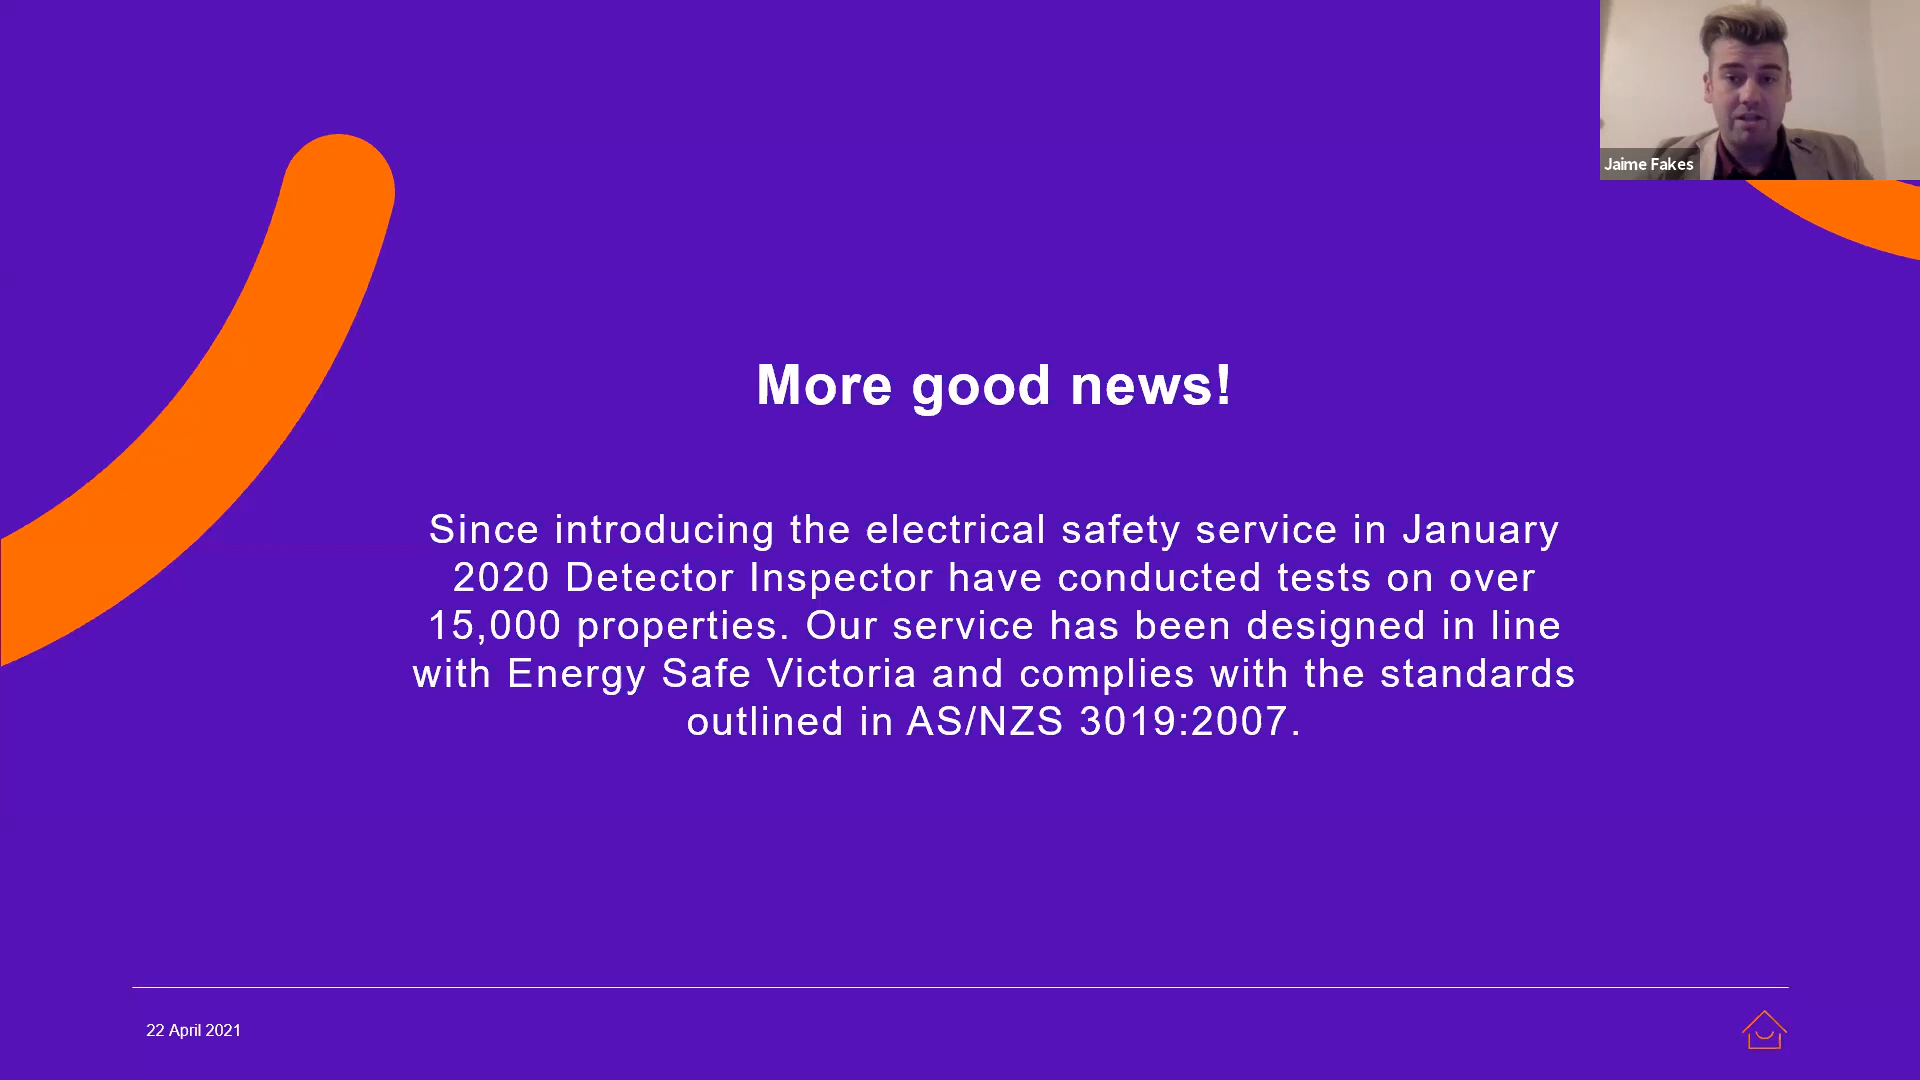 Jaime Fakes
More good news!
Since introducing the electrical safety service in January
2020 Detector Inspector have conducted tests on over
15,000 properties. Our service has been designed in line
with Energy Safe Victoria and complies with the standards
outlined in AS/NZS 3019:2007.
22 April 2021